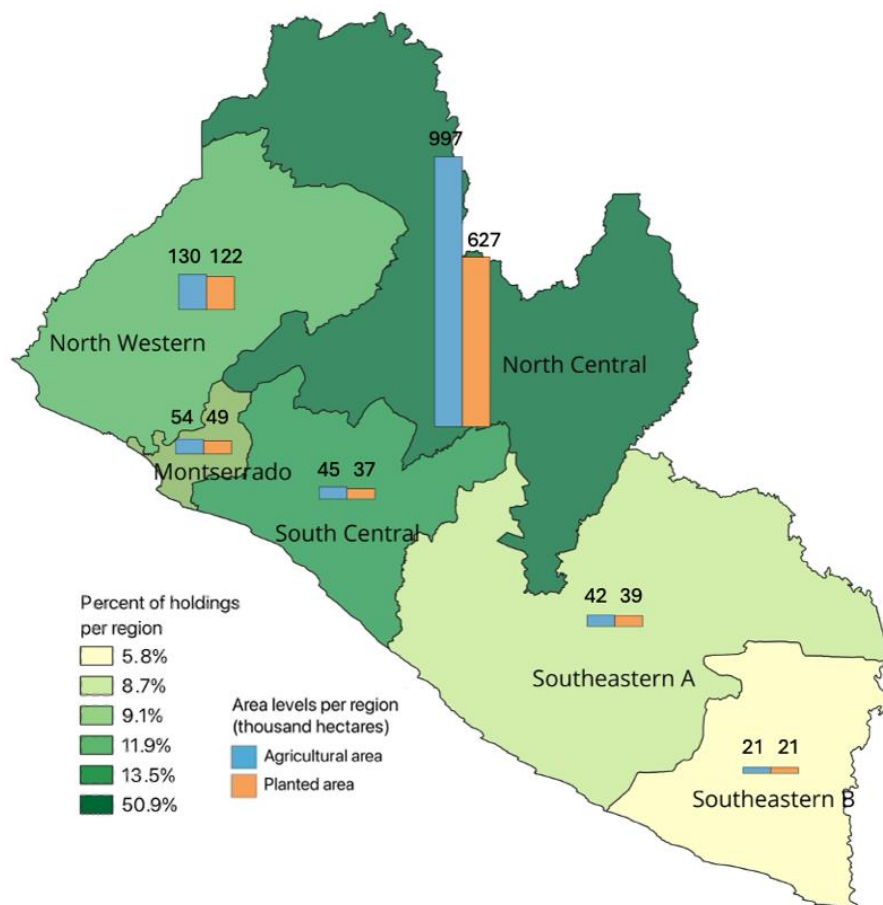 997
627
130 122
North Western
North Central
54 49
Montserrado
45 37
South Central
42 39
Southeastern A
21 21
Southeastern B
Percent of holdings
per region
5.8%
8.7%
9.1%
11.9%
13.5%
50.9%
Area levels per region
(thousand hectares)
Agricultural area
Planted area